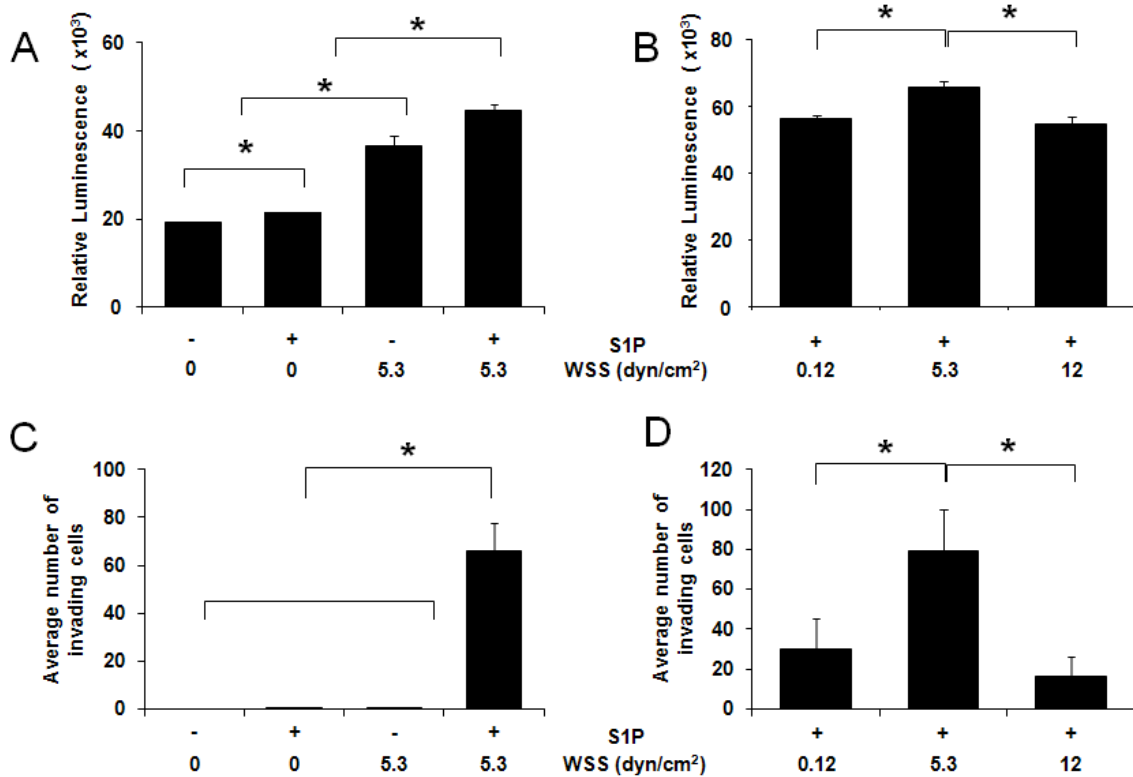 A
Relative Luminescence ( x10³)
60
40
20
0
*
*
*
- + - +
0 0 5.3 5.3
B
Relative Luminescence ( x10³)
80
60
40
20
0
*
*
S1P
WSS (dyn/cm²)
+ + +
0.12 5.3 12
C
Average number of
invading cells
100
80
60
40
20
0
*
- + - +
0 0 5.3 5.3
D
Average number of
invading cells
120
100
80
60
40
20
0
*
*
S1P
WSS (dyn/cm²)
+ + +
0.12 5.3 12